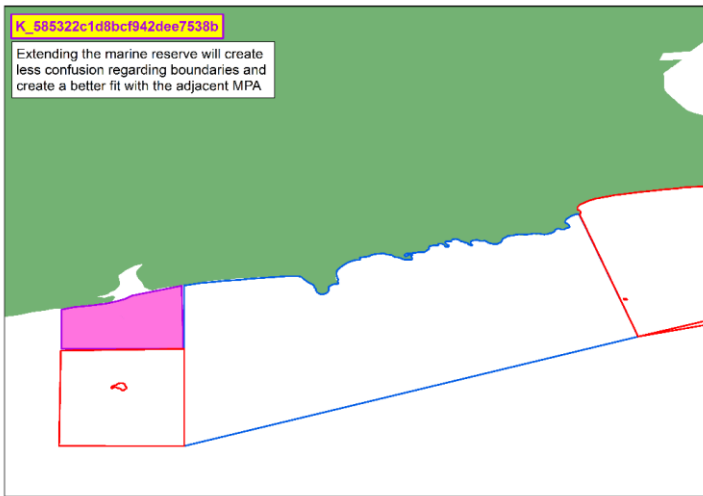 K_585322c1d8bcf942dee7538b
Extending the marine reserve will create
less confusion regarding boundaries and
create a better fit with the adjacent MPA